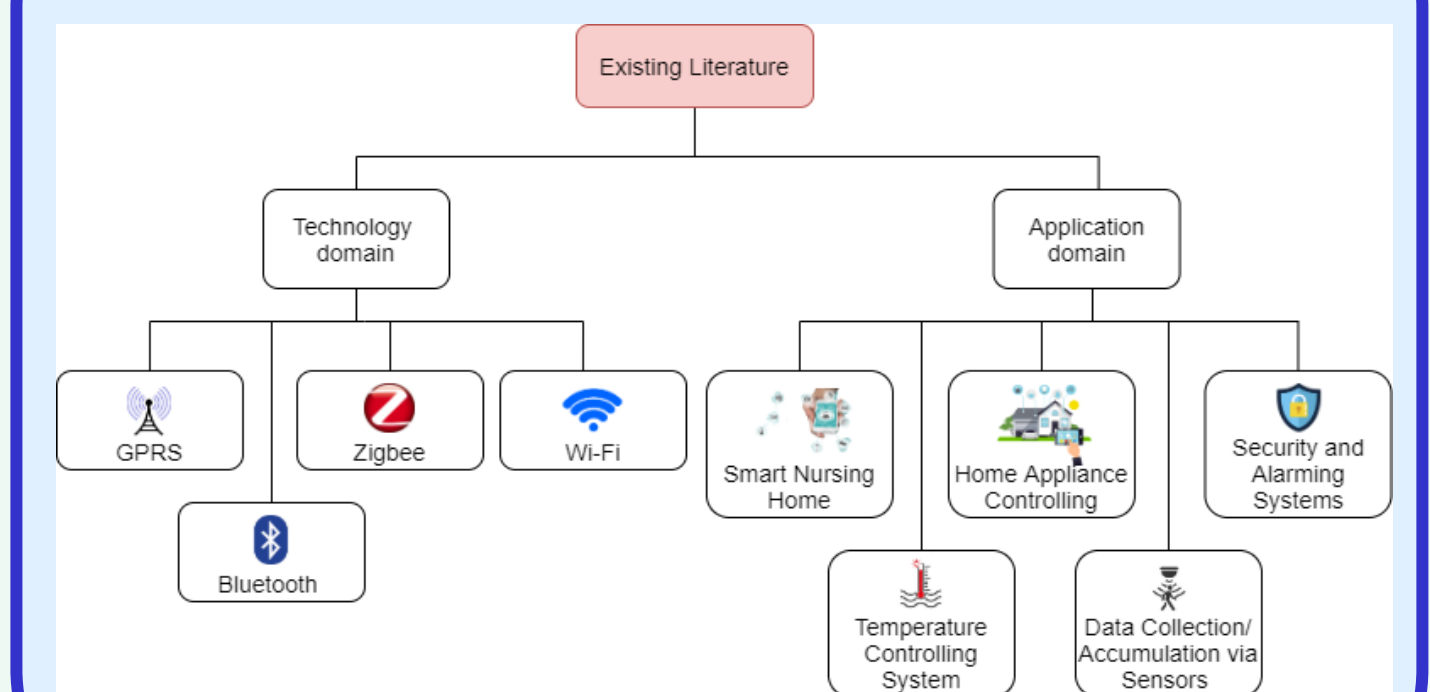 Existing Literature
Technology
domain
Application
domain
GPRS
Zigbee
Wi-Fi
Smart Nursing
Home
Home Appliance
Controlling
Security and
Alarming
Systems
Bluetooth
Temperature
Controlling
System
Data Collection/
Accumulation via
Sensors